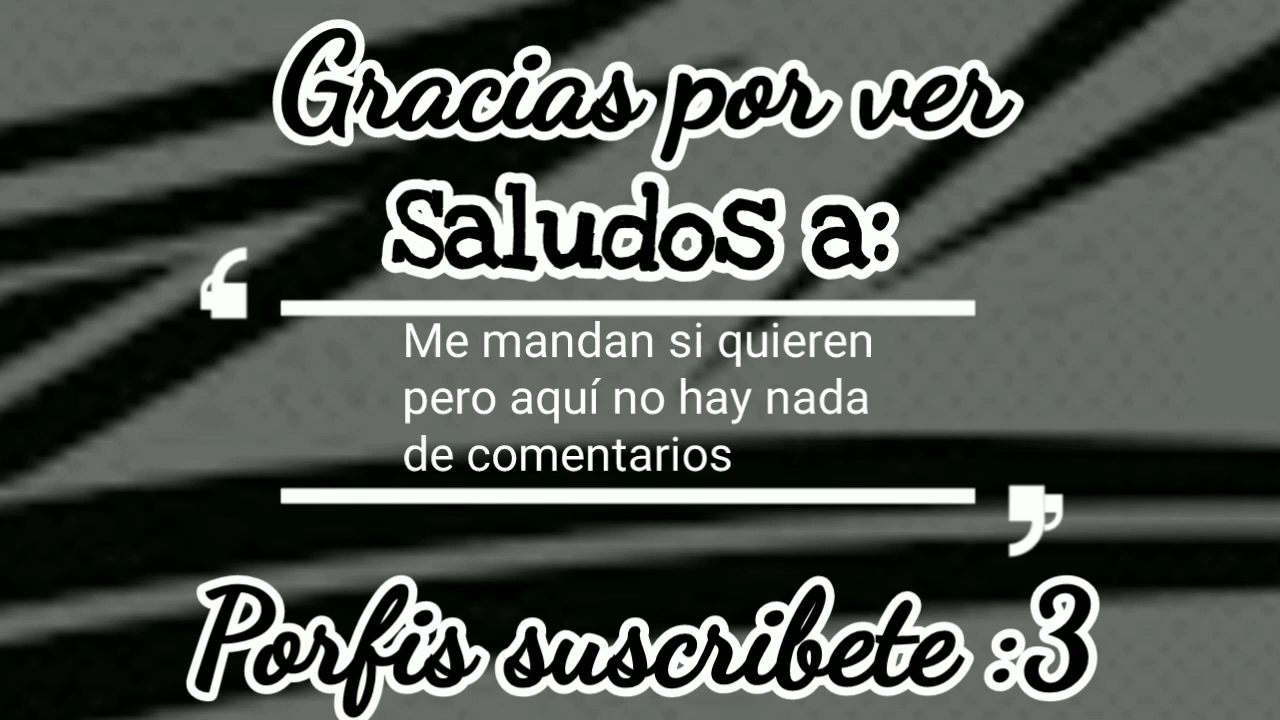 Gracias por ver
Saludos a:
Me mandan si quieren
pero aquí no hay nada
de comentarios
Porfis suscribete :3